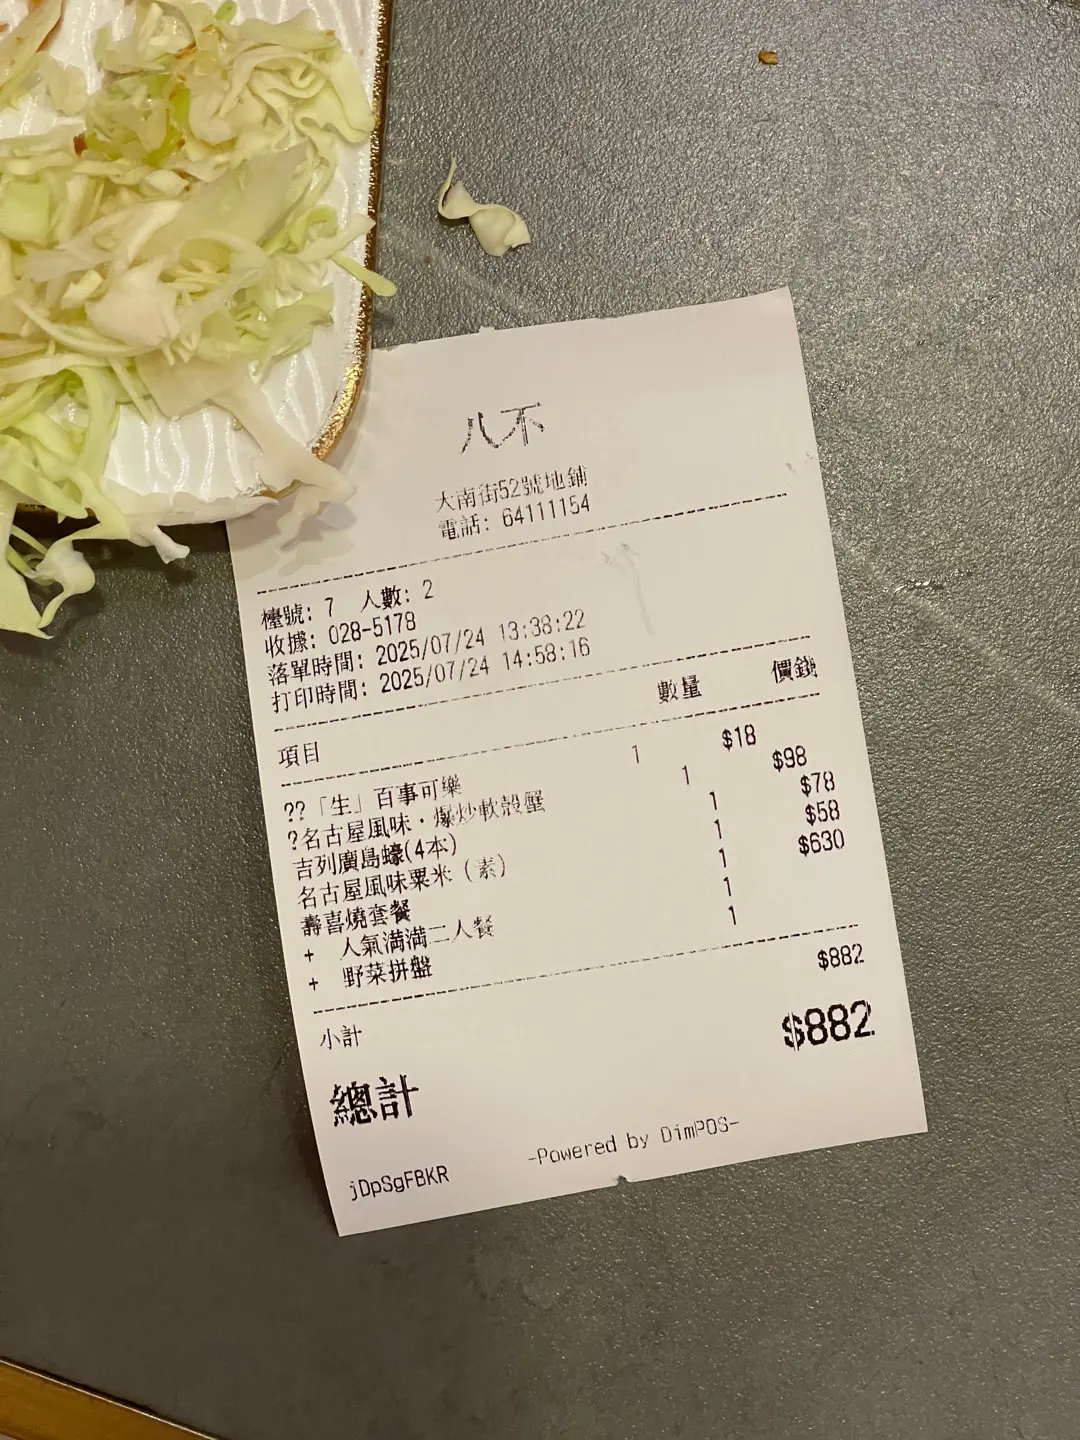 八不
大南街52號地鋪
電話: 64111154
檯號: 7 人數: 2
收據: 028-5178
落單時間: 2025/07/24 13:38:22
打印時間: 2025/07/24 14:58:16
項目 數量 價錢
??「生」百事可樂 1 $18
?名古屋風味·爆炒軟殼蟹 1 $98
吉列廣島蠔(4本) 1 $78
名古屋風味粟米(素) 1 $58
壽喜燒套餐 1 $630
+ 人氣滿滿二人餐 1
+ 野菜拼盤 1
小計 $882
總計 $882
-Powered by DimPOS-
jDpSgFBKR